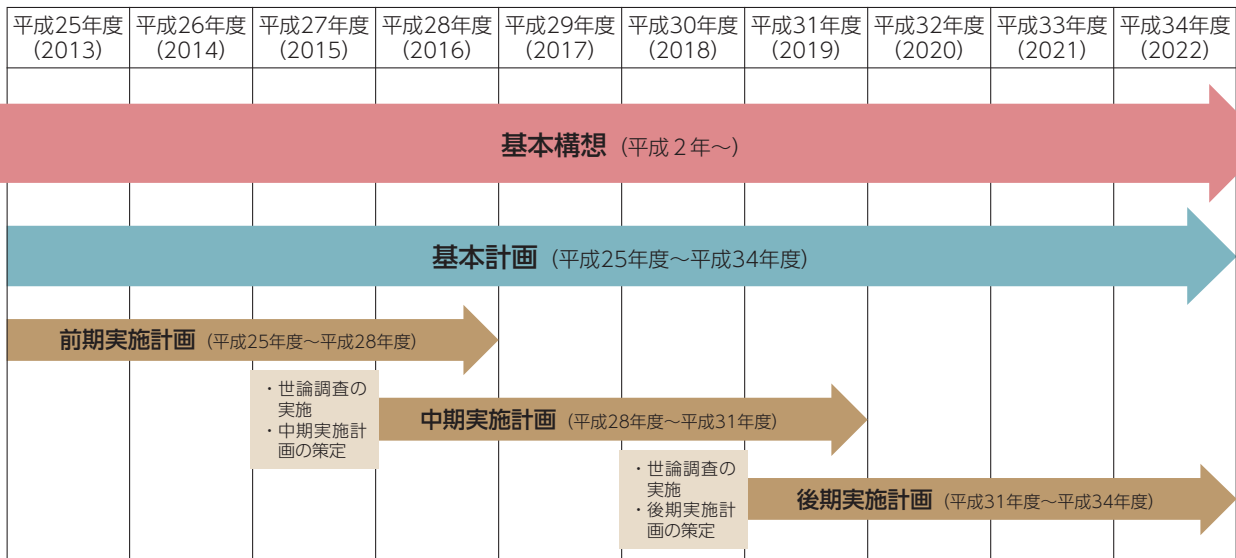 平成25年度 平成26年度 平成27年度 平成28年度 平成29年度 平成30年度 平成31年度 平成32年度 平成33年度 平成34年度
(2013) (2014) (2015) (2016) (2017) (2018) (2019) (2020) (2021) (2022)
基本構想 (平成2年～)
基本計画 (平成25年度～平成34年度)
前期実施計画 (平成25年度～平成28年度)
・世論調査の
実施
・中期実施計
画の策定
中期実施計画 (平成28年度～平成31年度)
・世論調査の
実施
・後期実施計
画の策定
後期実施計画 (平成31年度～平成34年度)